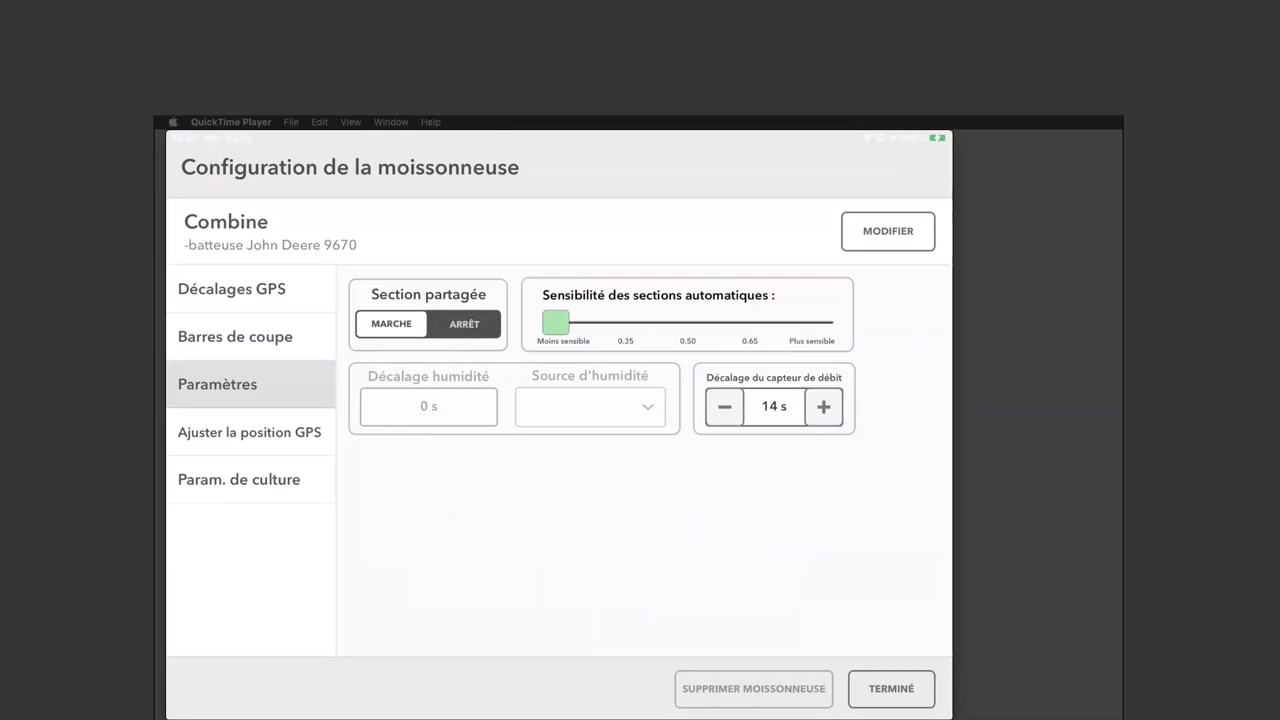 QuickTime Player File Edit View Window Help
Configuration de la moissonneuse
Combine
-batteuse John Deere 9670
MODIFIER
Décalages GPS
Barres de coupe
Paramètres
Ajuster la position GPS
Param. de culture
Section partagée
MARCHE ARRÊT
Sensibilité des sections automatiques :
Moins sensible 0.35 0.50 0.65 Plus sensible
Décalage humidité
0 s
Source d'humidité
Décalage du capteur de débit
− 14 s +
SUPPRIMER MOISSONNEUSE
TERMINÉ